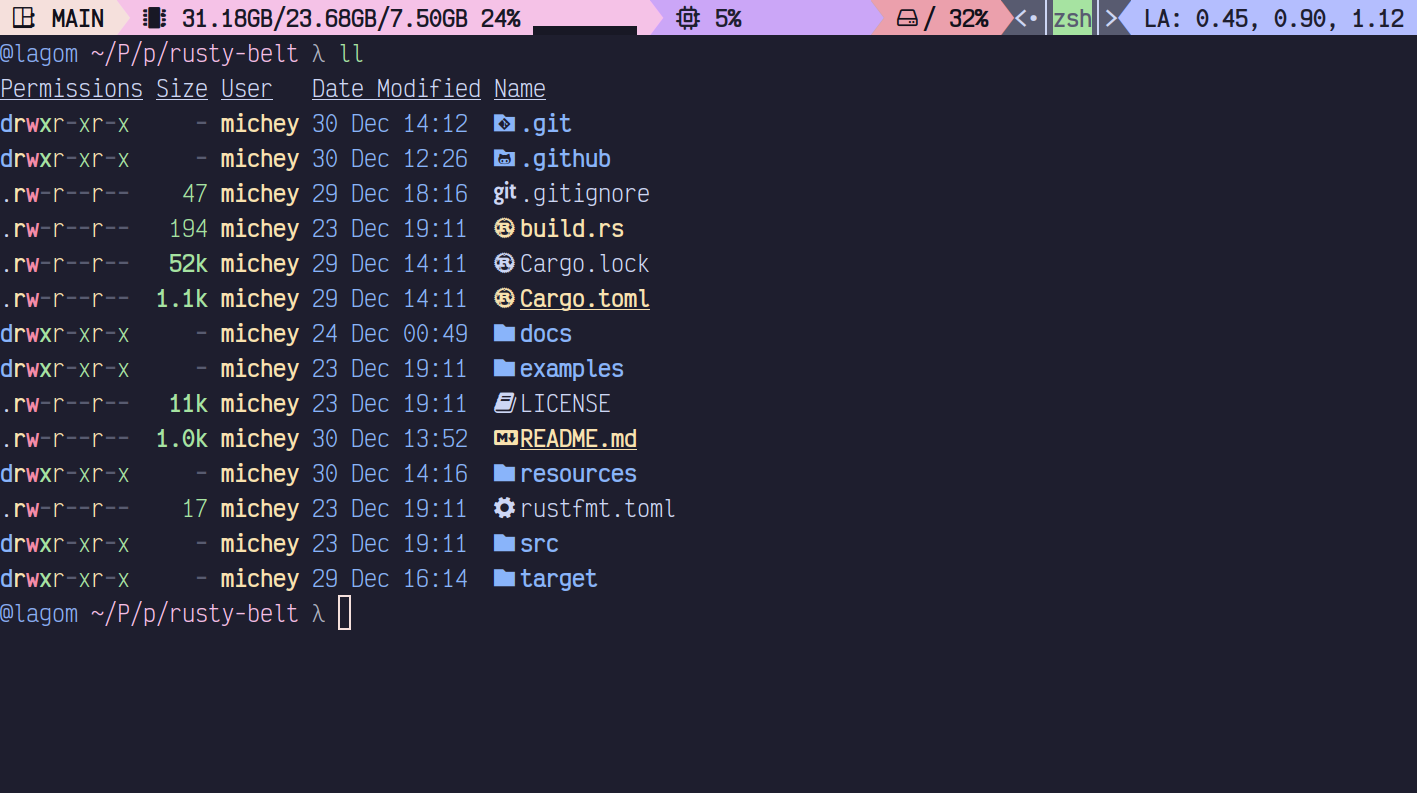 MAIN 31.18GB/23.68GB/7.50GB 24% 5% / 32% <• zsh > LA: 0.45, 0.90, 1.12
@lagom ~/P/p/rusty-belt λ ll
Permissions Size User Date Modified Name
drwxr-xr-x - michey 30 Dec 14:12 .git
drwxr-xr-x - michey 30 Dec 12:26 .github
.rw-r--r-- 47 michey 29 Dec 18:16 git .gitignore
.rw-r--r-- 194 michey 23 Dec 19:11 build.rs
.rw-r--r-- 52k michey 29 Dec 14:11 Cargo.lock
.rw-r--r-- 1.1k michey 29 Dec 14:11 Cargo.toml
drwxr-xr-x - michey 24 Dec 00:49 docs
drwxr-xr-x - michey 23 Dec 19:11 examples
.rw-r--r-- 11k michey 23 Dec 19:11 LICENSE
.rw-r--r-- 1.0k michey 30 Dec 13:52 README.md
drwxr-xr-x - michey 30 Dec 14:16 resources
.rw-r--r-- 17 michey 23 Dec 19:11 rustfmt.toml
drwxr-xr-x - michey 23 Dec 19:11 src
drwxr-xr-x - michey 29 Dec 16:14 target
@lagom ~/P/p/rusty-belt λ